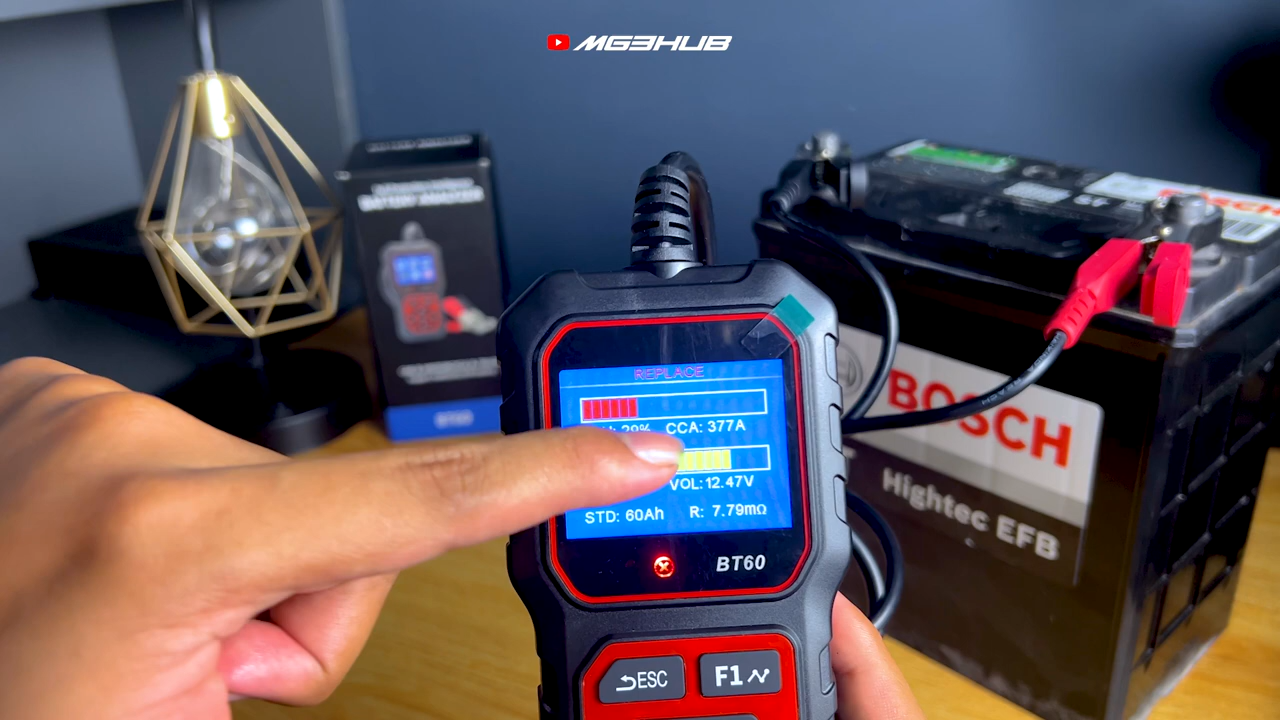 MG3HUB
BATTERY ANALYZER
BT60
REPLACE
CCA: 377A
VOL: 12.47V
STD: 60Ah R: 7.79mΩ
BT60
ESC F1
BOSCH
Hightec EFB
BOSCH